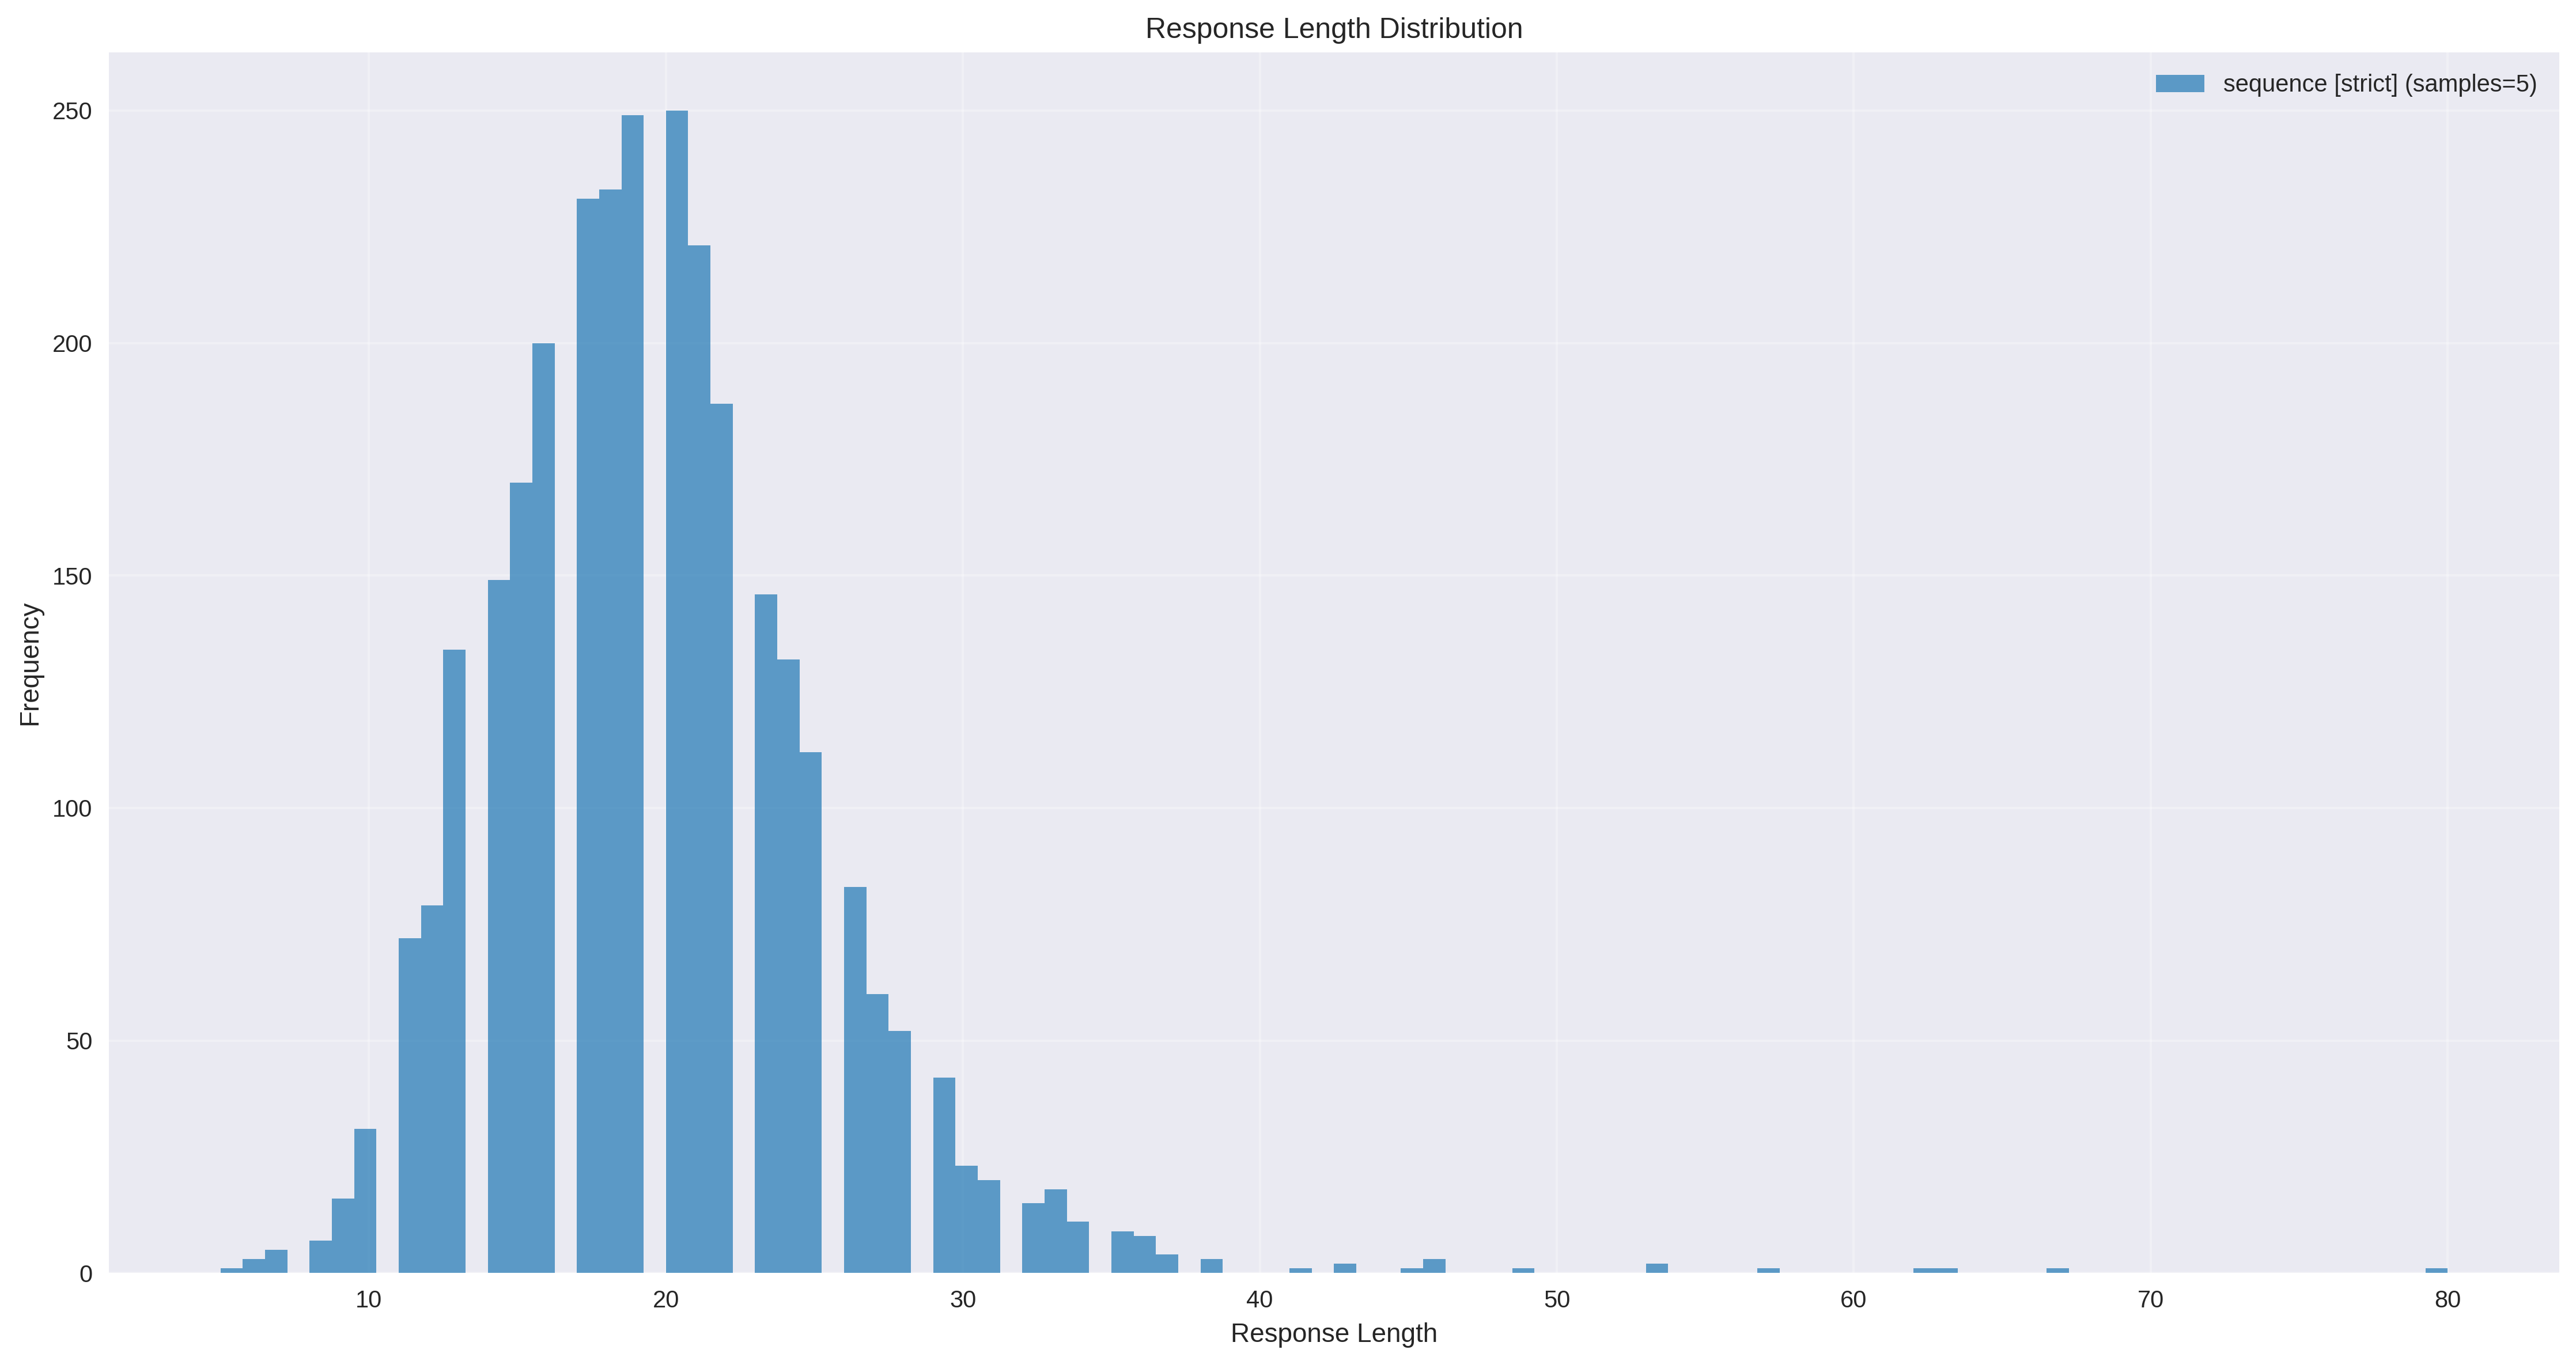 Response Length Distribution
sequence [strict] (samples=5)
250
200
150
100
50
0
Frequency
10 20 30 40 50 60 70 80
Response Length